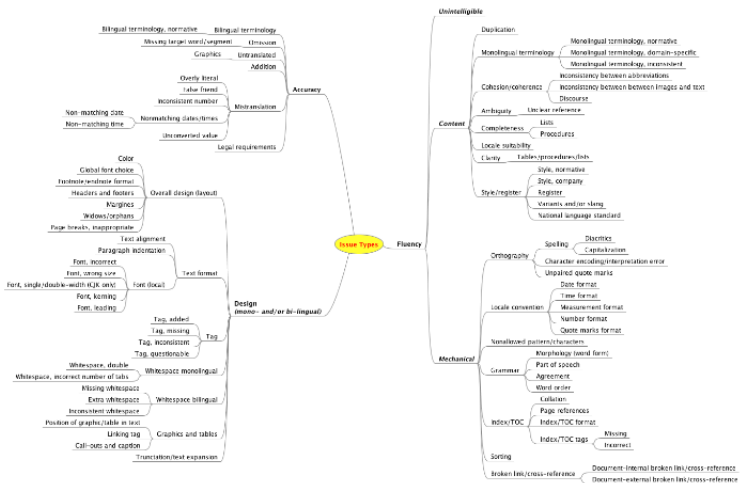 Issue Types
Accuracy
Bilingual terminology
Bilingual terminology, normative
Omission
Missing target word/segment
Untranslated
Graphics
Addition
Mistranslation
Overly literal
False friend
Inconsistent number
Nonmatching dates/times
Non-matching date
Non-matching time
Unconverted value
Legal requirements
Design
(mono- and/or bi-lingual)
Overall design (layout)
Color
Global font choice
Footnote/endnote format
Headers and footers
Margines
Widows/orphans
Page breaks, inappropriate
Text format
Text alignment
Paragraph indentation
Font (local)
Font, incorrect
Font, wrong size
Font, single/double-width (CJK only)
Font, kerning
Font, leading
Tag
Tag, added
Tag, missing
Tag, inconsistent
Tag, questionable
Whitespace monolingual
Whitespace, double
Whitespace, incorrect number of tabs
Whitespace bilingual
Missing whitespace
Extra whitespace
Inconsistent whitespace
Graphics and tables
Position of graphic/table in text
Linking tag
Call-outs and caption
Trunciation/text expansion
Fluency
Unintelligible
Content
Duplication
Monolingual terminology
Monolingual terminology, normative
Monolingual terminology, domain-specific
Monolingual terminology, inconsistent
Cohesion/coherence
Inconsistency between abbreviations
Inconsistency between between images and text
Discourse
Ambiguity
Unclear reference
Completeness
Lists
Procedures
Locale suitability
Clarity
Tables/procedures/lists
Style/register
Style, normative
Style, company
Register
Variants and/or slang
National language standard
Mechanical
Orthography
Spelling
Diacritics
Capitalization
Character encoding/interpretation error
Unpaired quote marks
Locale convention
Date format
Time format
Measurement format
Number format
Quote marks format
Nonallowed pattern/characters
Grammar
Morphology (word form)
Part of speech
Agreement
Word order
Index/TOC
Collation
Page references
Index/TOC format
Index/TOC tags
Missing
Incorrect
Sorting
Broken link/cross-reference
Document-internal broken link/cross-reference
Document-external broken link/cross-reference